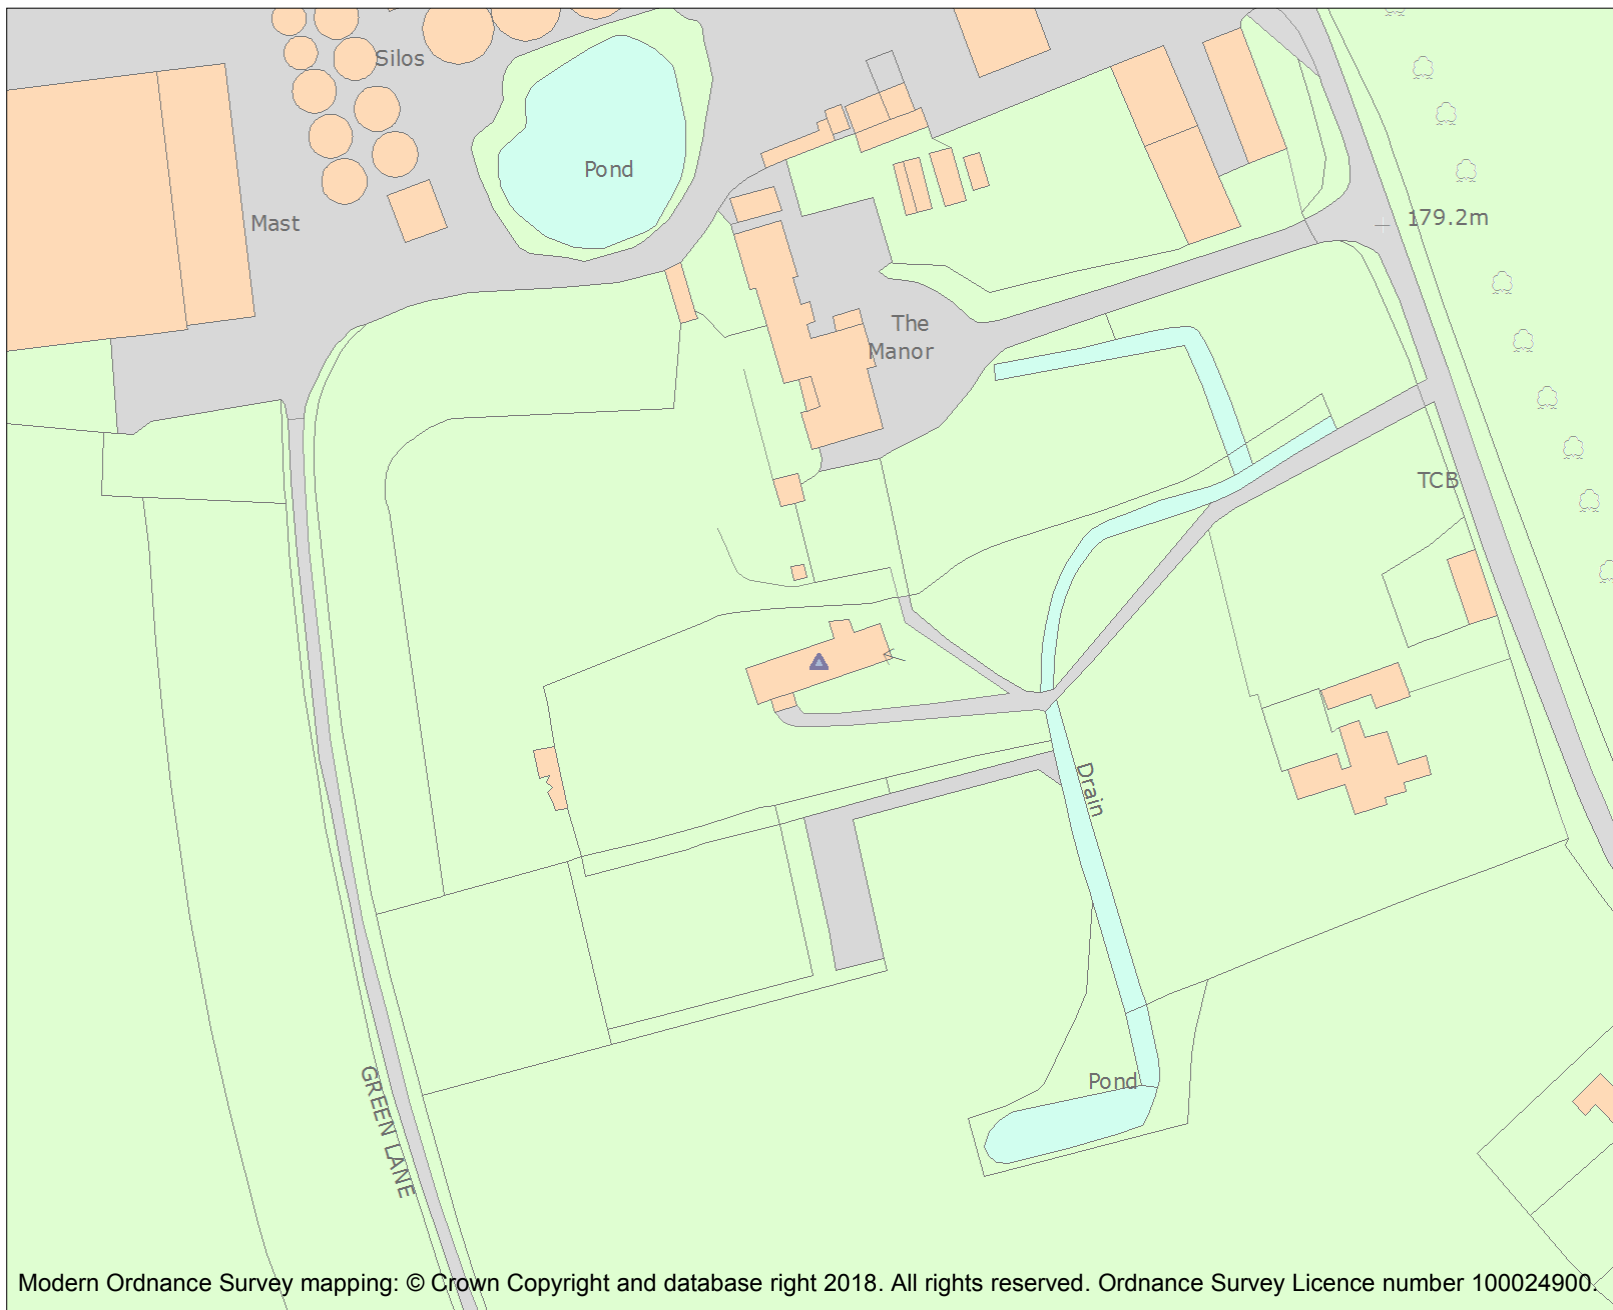 Silos
Pond
Mast
179.2m
The
Manor
TCB
Drain
Pond
GREEN LANE
Modern Ordnance Survey mapping: © Crown Copyright and database right 2018. All rights reserved. Ordnance Survey Licence number 100024900.